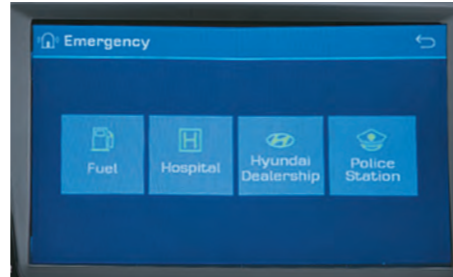 Emergency
Fuel
H
Hospital
Hyundai
Dealership
Police
Station